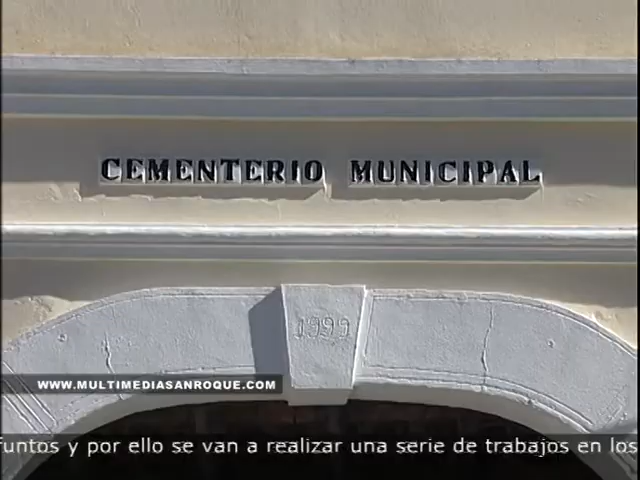 CEMENTERIO MUNICIPAL
1999
WWW.MULTIMEDIASANROQUE.COM
funtos y por ello se van a realizar una serie de trabajos en los